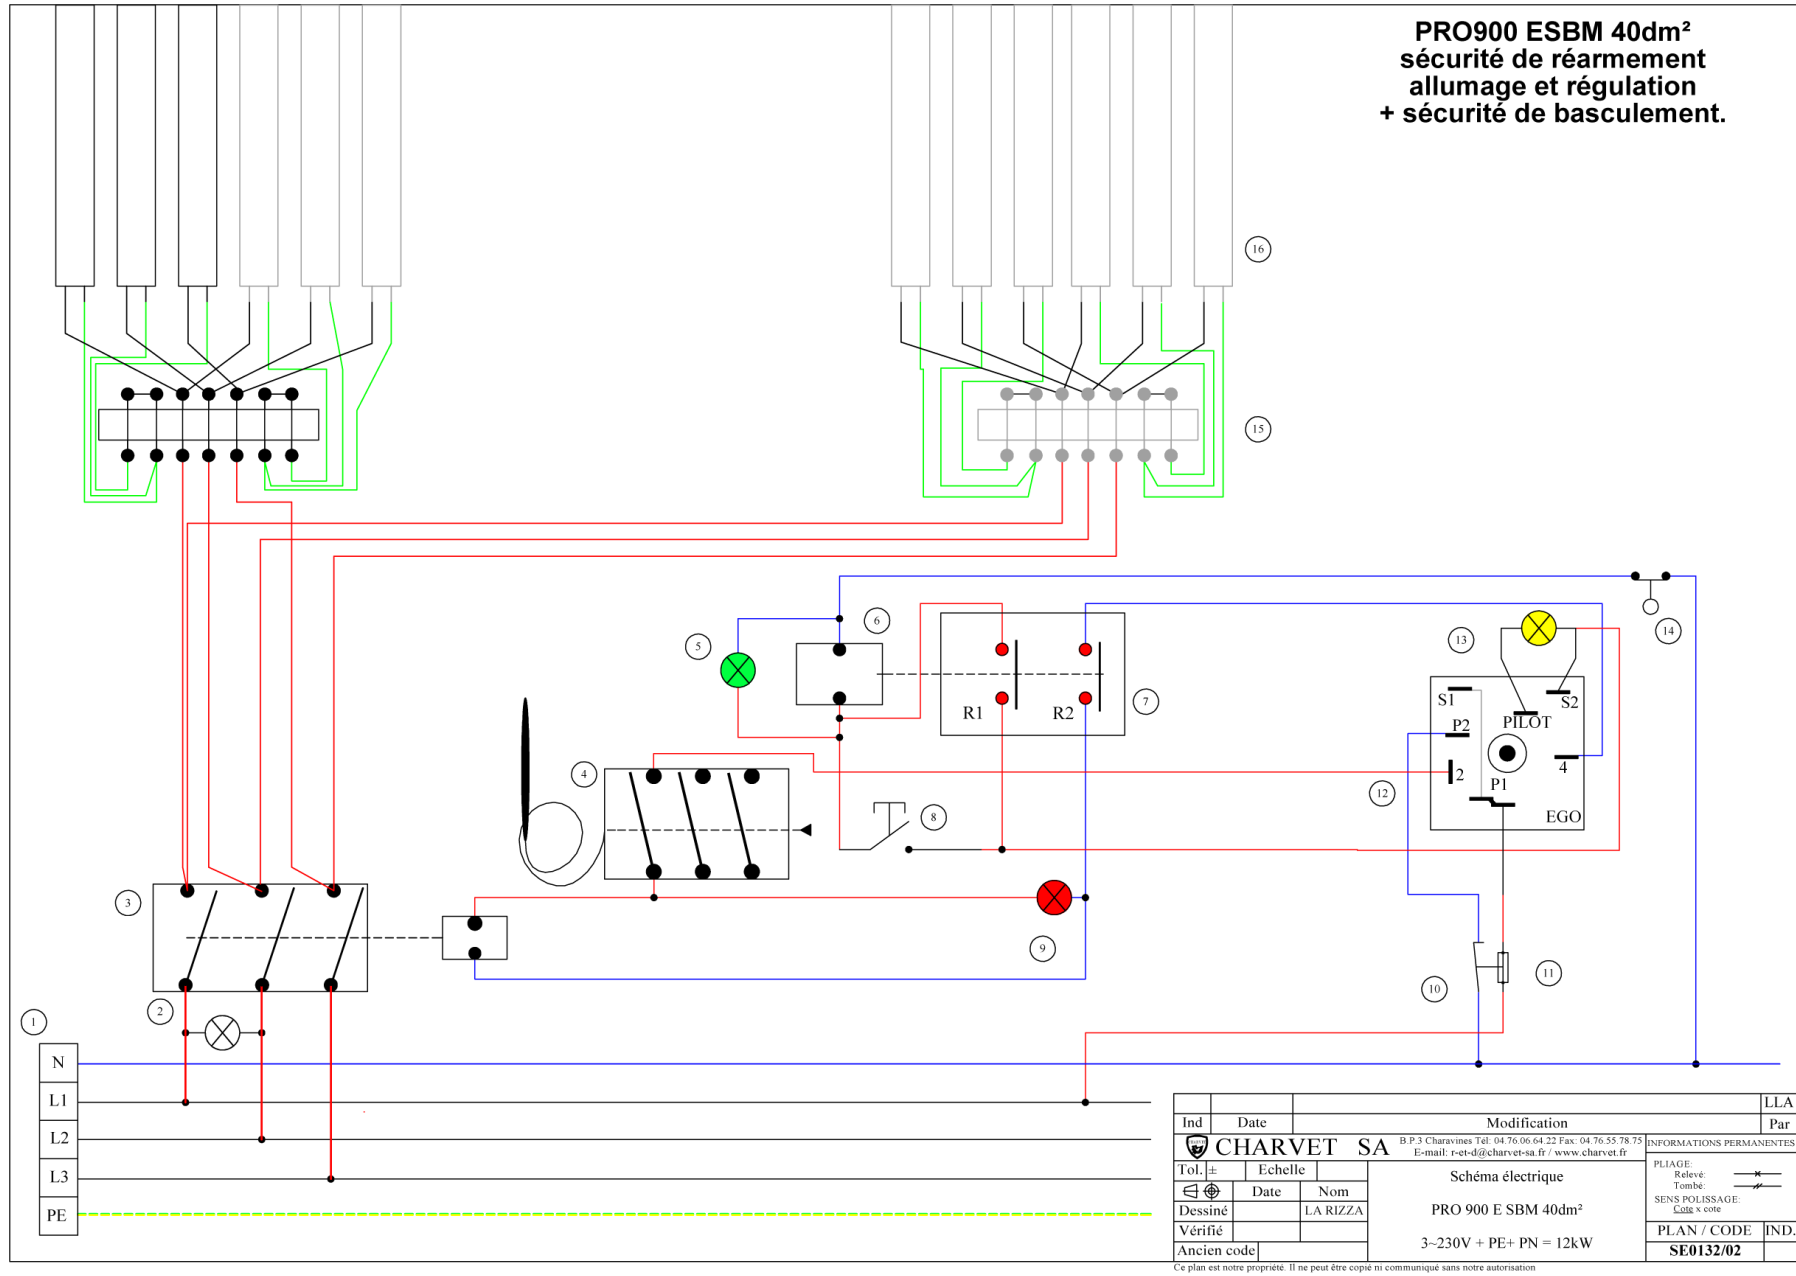 PRO900 ESBM 40dm²
sécurité de réarmement
allumage et régulation
+ sécurité de basculement.
16
15
14
13
6
5
7
R1
R2
S1
S2
PILOT
P2
4
2
P1
EGO
12
4
8
3
9
10
11
2
1
N
L1
L2
L3
PE
LLA
Ind Date Modification Par
CHARVET SA
B.P.3 Charavines Tél: 04.76.06.64.22 Fax: 04.76.55.78.75
E-mail: r-et-d@charvet-sa.fr / www.charvet.fr
INFORMATIONS PERMANENTES
Tol. ± Echelle
Date Nom
Dessiné LA RIZZA
Vérifié
Ancien code
Schéma électrique
PRO 900 E SBM 40dm²
3~230V + PE+ PN = 12kW
PLIAGE:
Relevé:
Tombé:
SENS POLISSAGE:
Cote x cote
PLAN / CODE IND.
SE0132/02
Ce plan est notre propriété. Il ne peut être copié ni communiqué sans notre autorisation